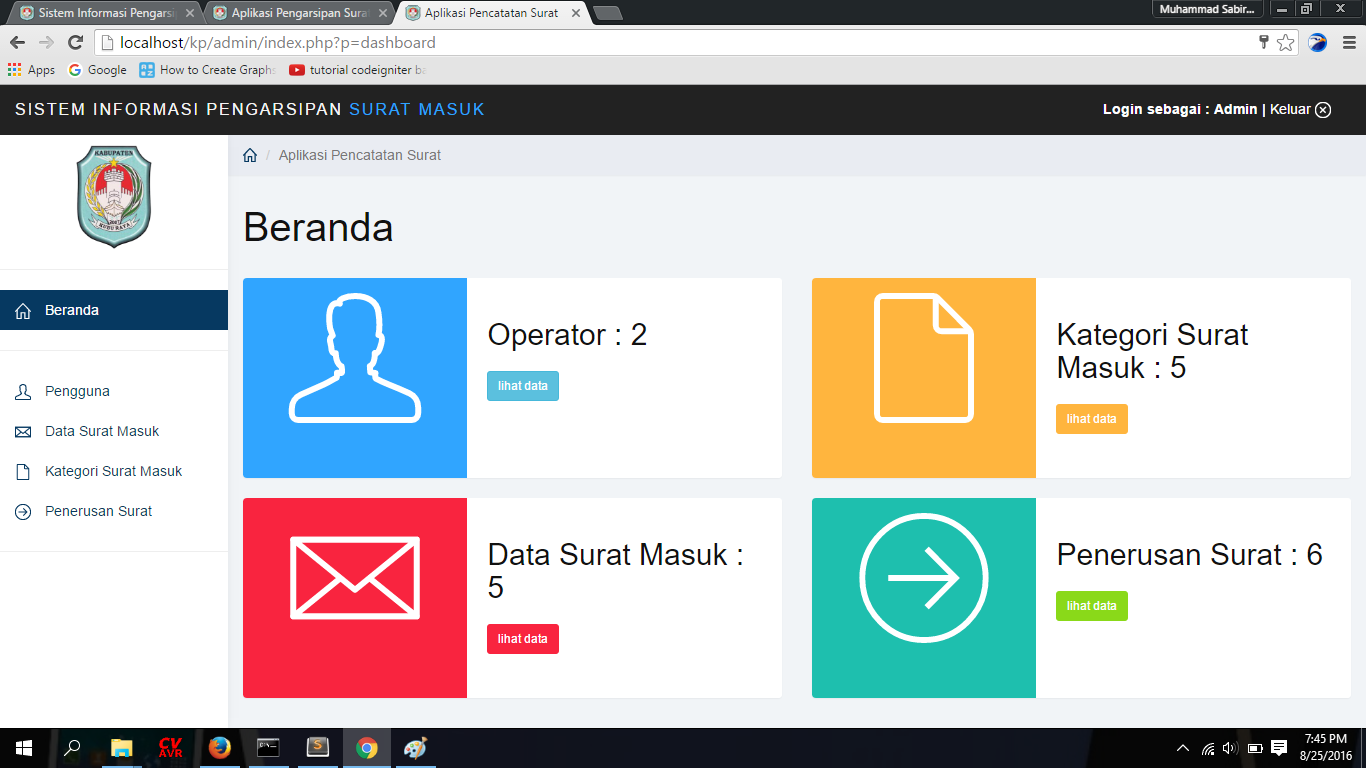 Sistem Informasi Pengarsi
Aplikasi Pengarsipan Surat
Aplikasi Pencatatan Surat
Muhammad Sabir...
localhost/kp/admin/index.php?p=dashboard
Apps
Google
How to Create Graphs
tutorial codeigniter ba
SISTEM INFORMASI PENGARSIPAN SURAT MASUK
Login sebagai : Admin | Keluar
KABUPATEN
KUBU RAYA
/ Aplikasi Pencatatan Surat
Beranda
Beranda
Pengguna
Data Surat Masuk
Kategori Surat Masuk
Penerusan Surat
Operator : 2
lihat data
Kategori Surat
Masuk : 5
lihat data
Data Surat Masuk :
5
lihat data
Penerusan Surat : 6
lihat data
CV
AVR
C:\.
S
7:45 PM
8/25/2016